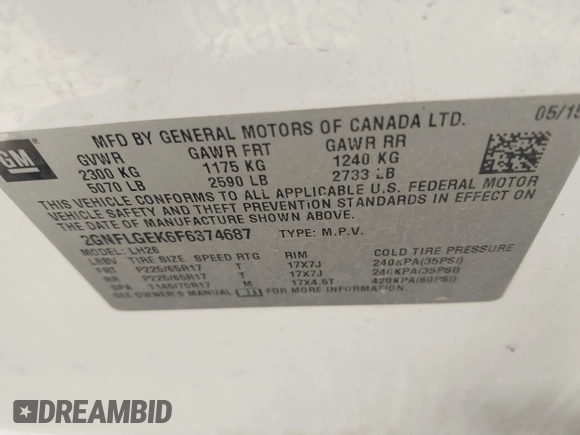 05/15
GM
MFD BY GENERAL MOTORS OF CANADA LTD.
GVWR GAWR FRT GAWR RR
2300 KG 1175 KG 1240 KG
5070 LB 2590 LB 2733 LB
THIS VEHICLE CONFORMS TO ALL APPLICABLE U.S. FEDERAL MOTOR
VEHICLE SAFETY AND THEFT PREVENTION STANDARDS IN EFFECT ON
THE DATE OF MANUFACTURE SHOWN ABOVE.
2GNFLGEK6F6374687 TYPE: M.P.V.
LH26
LBBV TIRE SIZE SPEED RTG RIM COLD TIRE PRESSURE
FRT P225/65R17 T 17X7J 240KPA(35PSI)
RR P225/65R17 T 17X7J 240KPA(35PSI)
SPA T145/70R17 M 17X4.5T 420KPA(60PSI)
SEE OWNER'S MANUAL FOR MORE INFORMATION.
DREAMBID